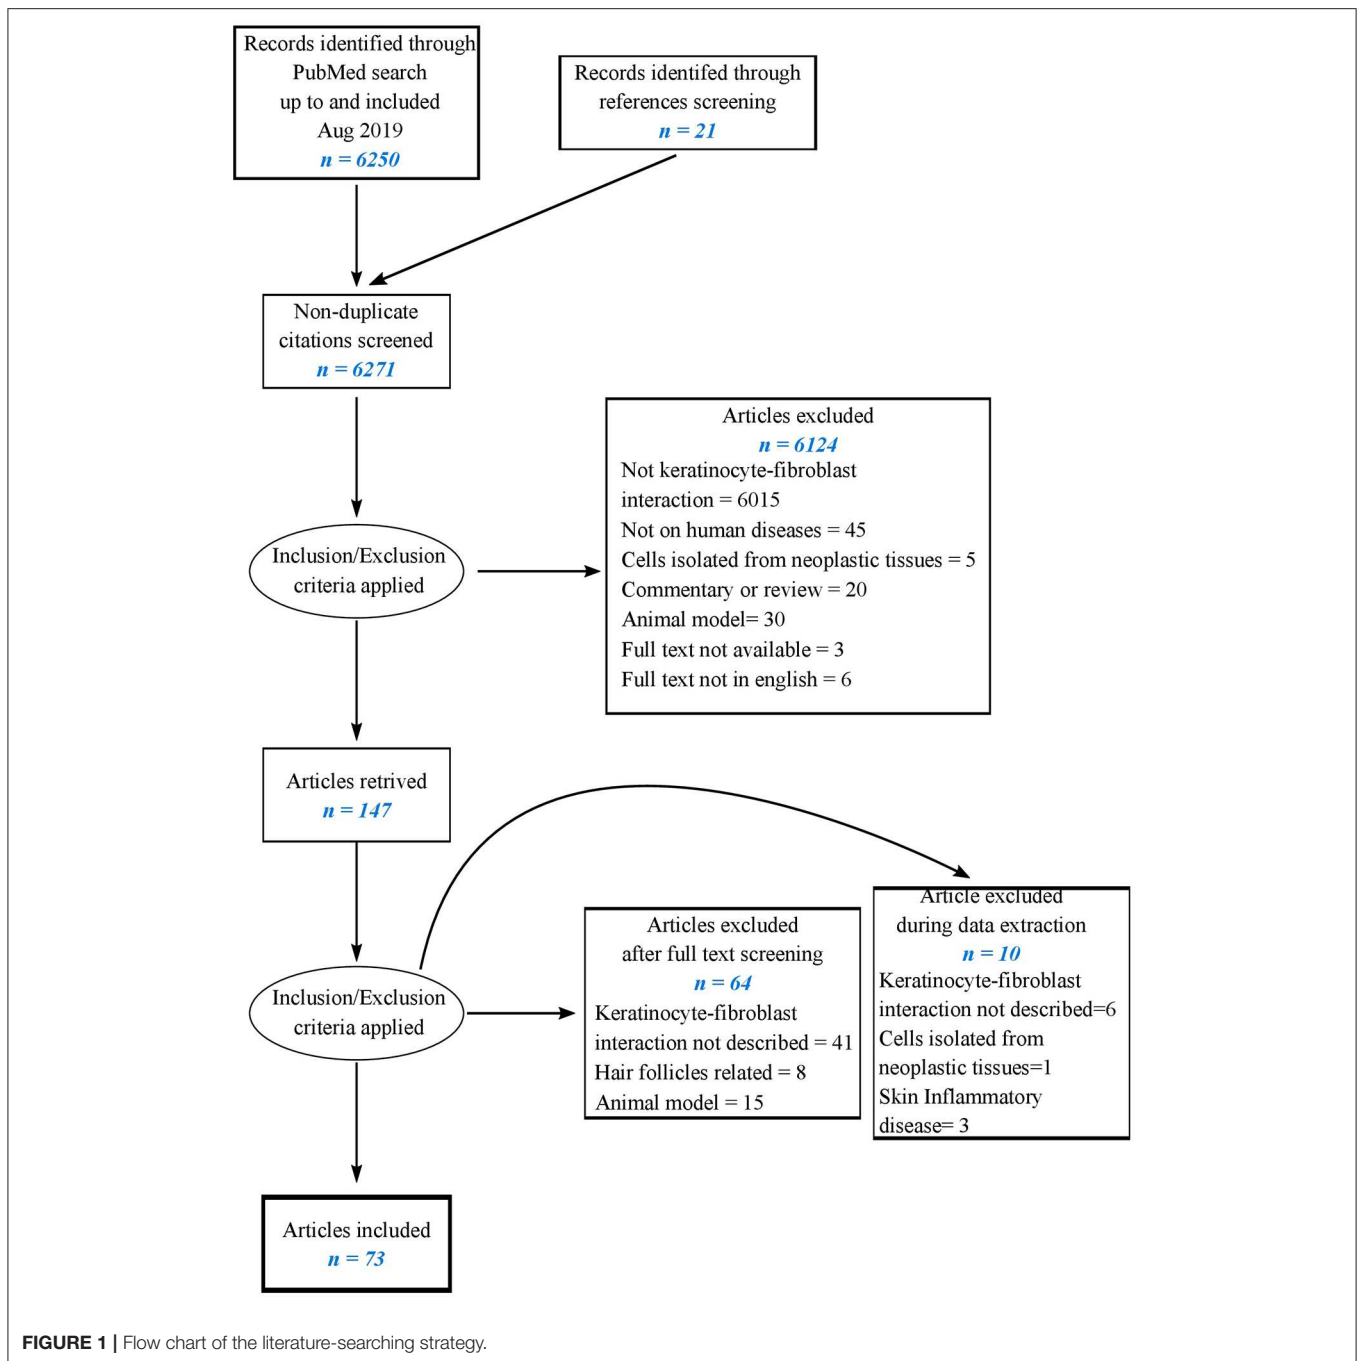 Records identified through
PubMed search
up to and included
Aug 2019
n = 6250
Records identifed through
references screening
n = 21
Non-duplicate
citations screened
n = 6271
Articles excluded
n = 6124
Not keratinocyte-fibroblast
interaction = 6015
Not on human diseases = 45
Cells isolated from neoplastic tissues = 5
Commentary or review = 20
Animal model= 30
Full text not available = 3
Full text not in english = 6
Inclusion/Exclusion
criteria applied
Articles retrived
n = 147
Inclusion/Exclusion
criteria applied
Articles excluded
after full text screening
n = 64
Keratinocyte-fibroblast
interaction not described = 41
Hair follicles related = 8
Animal model = 15
Article excluded
during data extraction
n = 10
Keratinocyte-fibroblast
interaction not described=6
Cells isolated from
neoplastic tissues=1
Skin Inflammatory
disease= 3
Articles included
n = 73
FIGURE 1 | Flow chart of the literature-searching strategy.